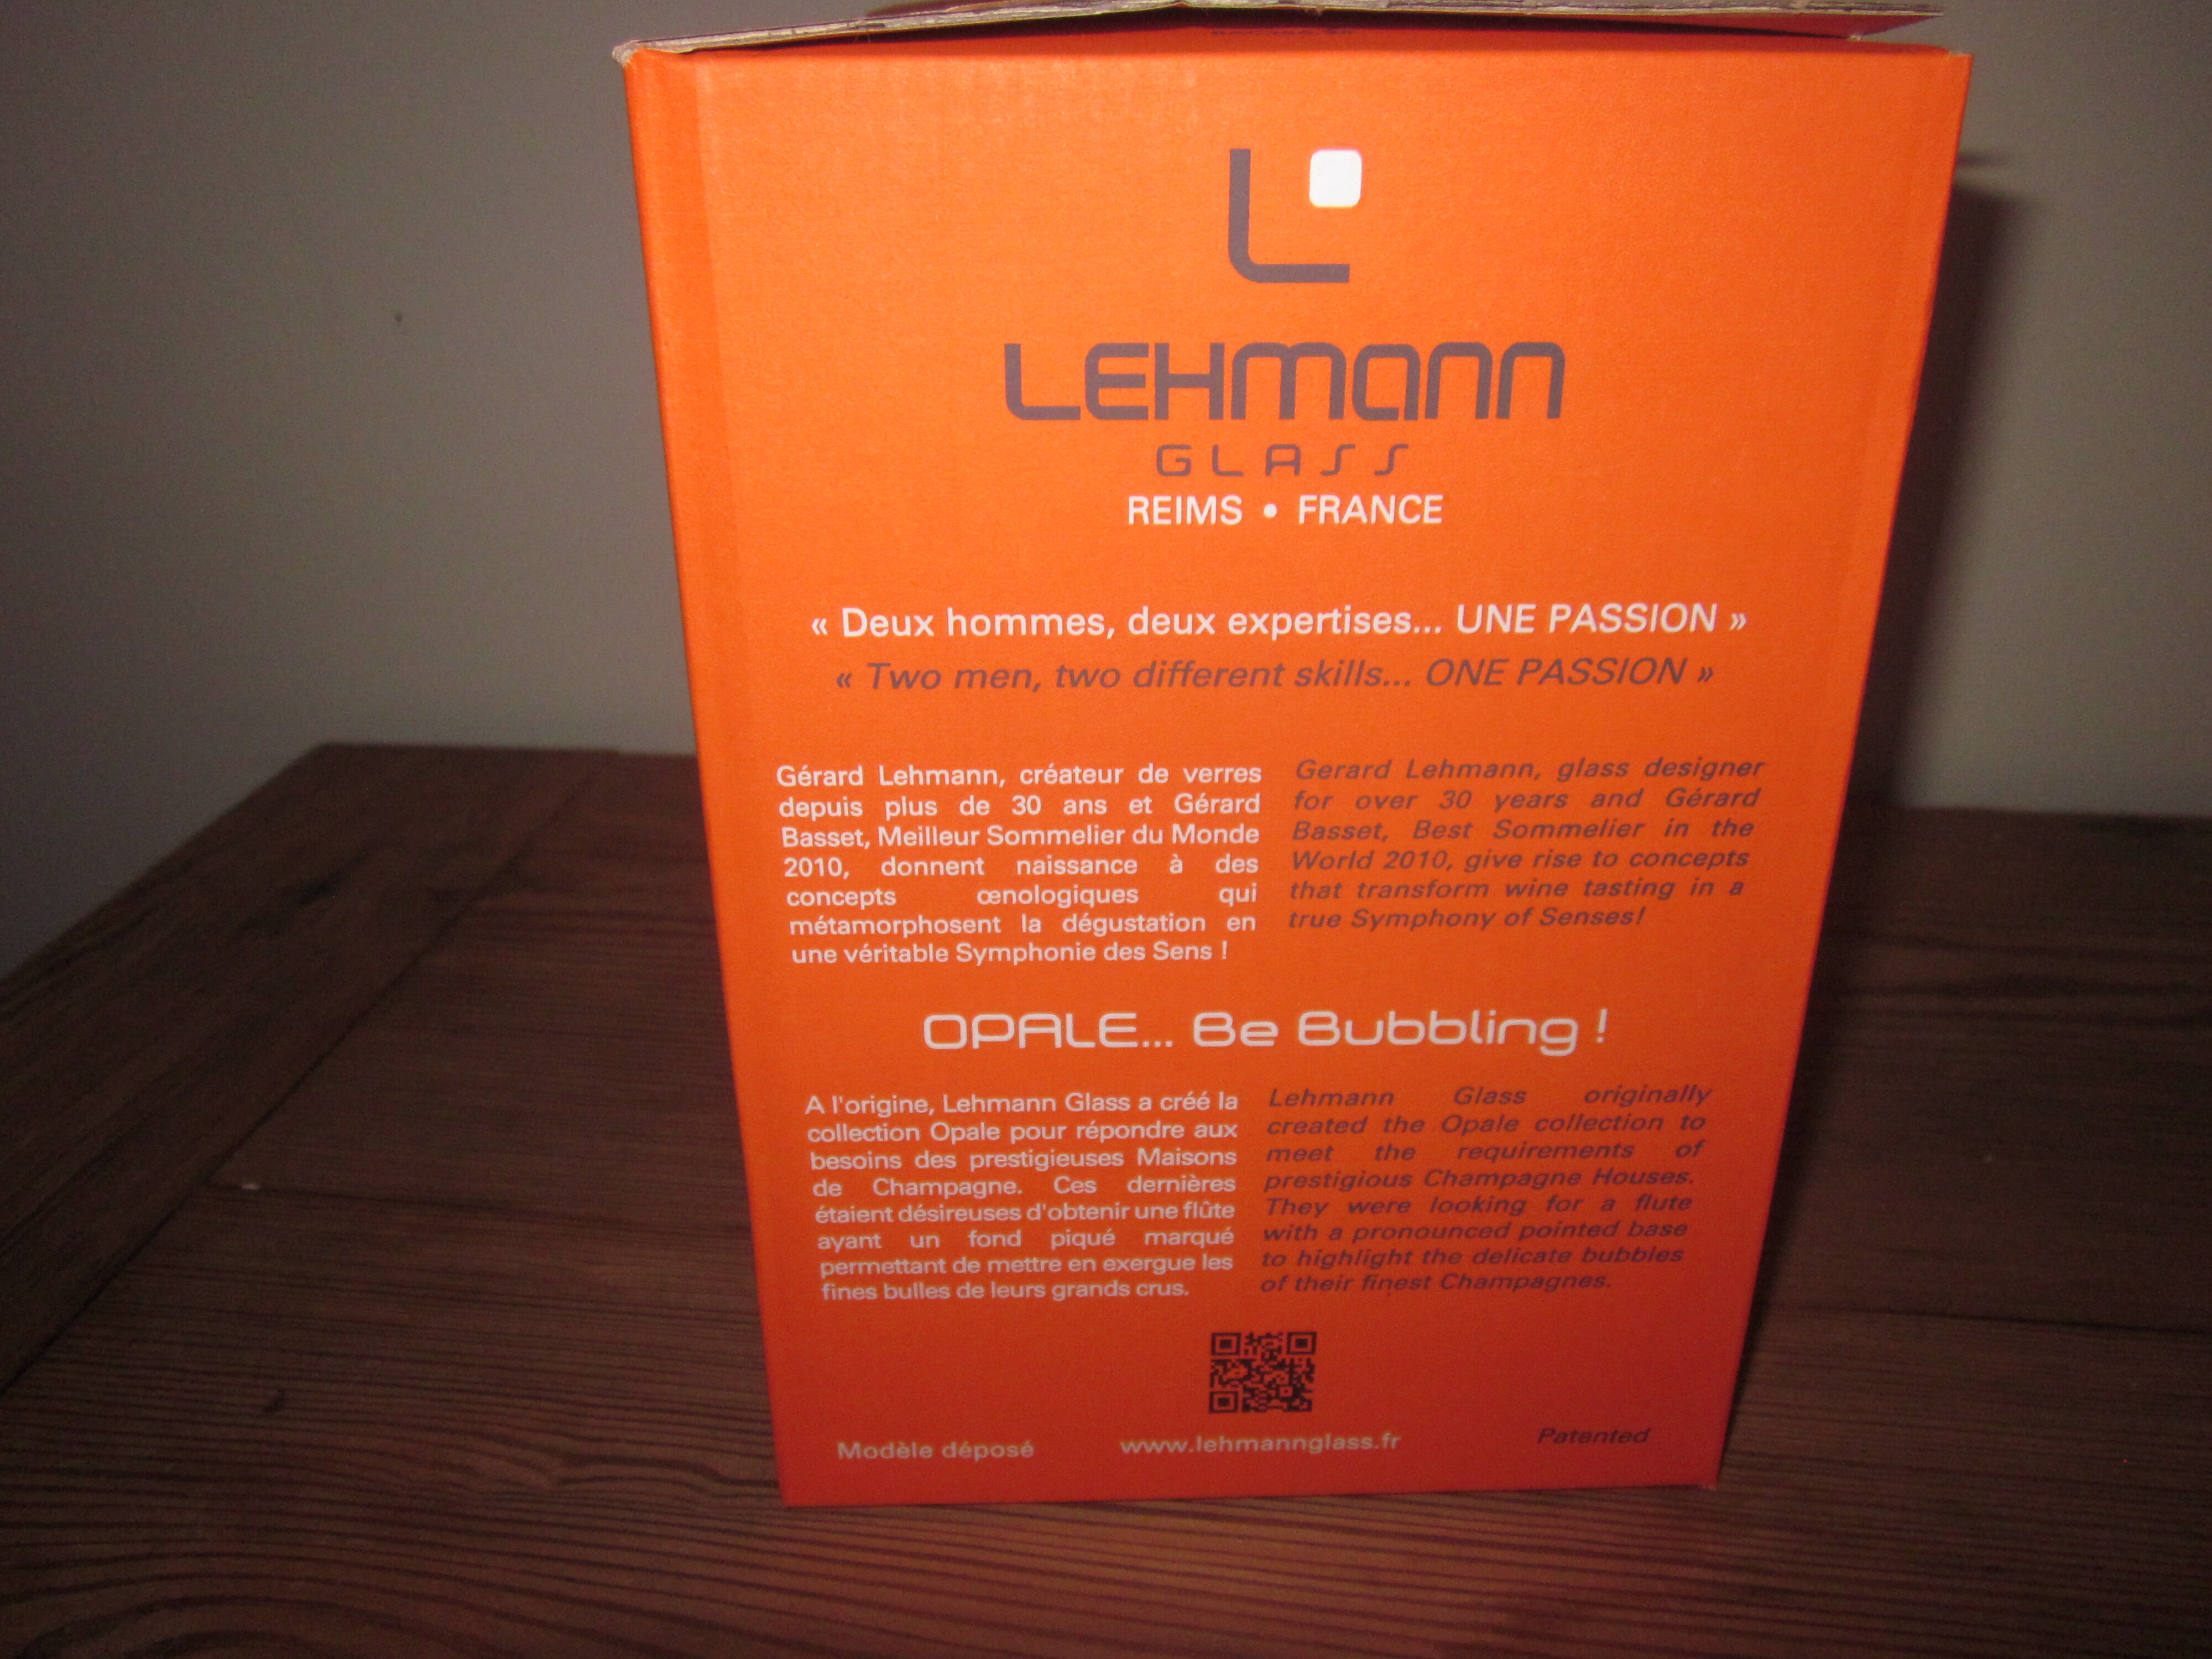 L
LEHMANN
GLASS
REIMS • FRANCE
« Deux hommes, deux expertises... UNE PASSION »
« Two men, two different skills... ONE PASSION »
Gérard Lehmann, créateur de verres
depuis plus de 30 ans et Gérard
Basset, Meilleur Sommelier du Monde
2010, donnent naissance à des
concepts œnologiques qui
métamorphosent la dégustation en
une véritable Symphonie des Sens !
Gerard Lehmann, glass designer
for over 30 years and Gérard
Basset, Best Sommelier in the
World 2010, give rise to concepts
that transform wine tasting in a
true Symphony of Senses!
OPALE... Be Bubbling !
A l'origine, Lehmann Glass a créé la
collection Opale pour répondre aux
besoins des prestigieuses Maisons
de Champagne. Ces dernières
étaient désireuses d'obtenir une flûte
ayant un fond piqué marqué
permettant de mettre en exergue les
fines bulles de leurs grands crus.
Lehmann Glass originally
created the Opale collection to
meet the requirements of
prestigious Champagne Houses.
They were looking for a flute
with a pronounced pointed base
to highlight the delicate bubbles
of their finest Champagnes.
Modèle déposé
www.lehmannglass.fr
Patented